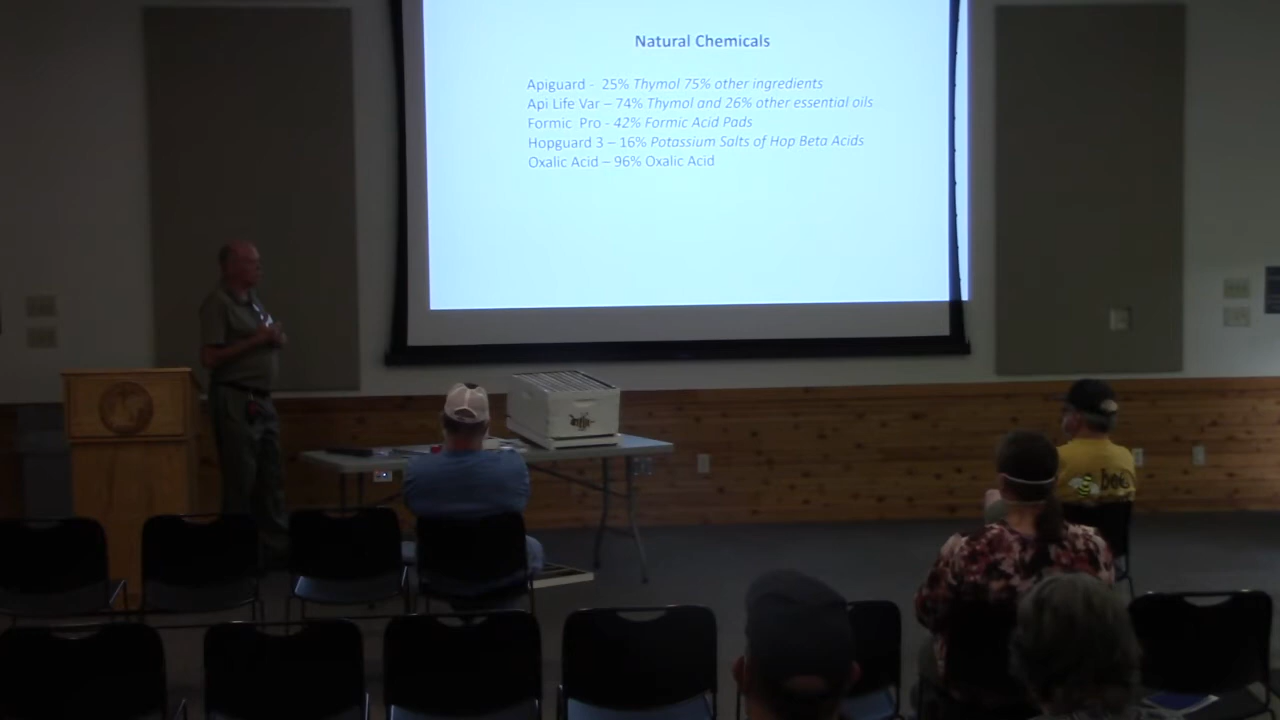 Natural Chemicals
Apiguard - 25% Thymol 75% other ingredients
Api Life Var – 74% Thymol and 26% other essential oils
Formic Pro - 42% Formic Acid Pads
Hopguard 3 – 16% Potassium Salts of Hop Beta Acids
Oxalic Acid – 96% Oxalic Acid
bee